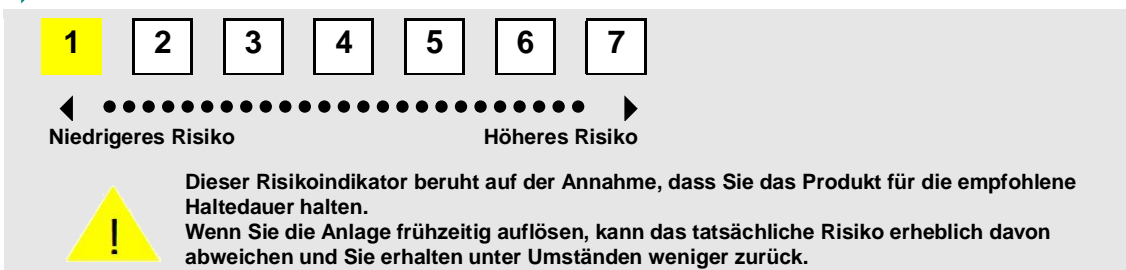 1 2 3 4 5 6 7
Niedrigeres Risiko Höheres Risiko
Dieser Risikoindikator beruht auf der Annahme, dass Sie das Produkt für die empfohlene
Haltedauer halten.
Wenn Sie die Anlage frühzeitig auflösen, kann das tatsächliche Risiko erheblich davon
abweichen und Sie erhalten unter Umständen weniger zurück.
!